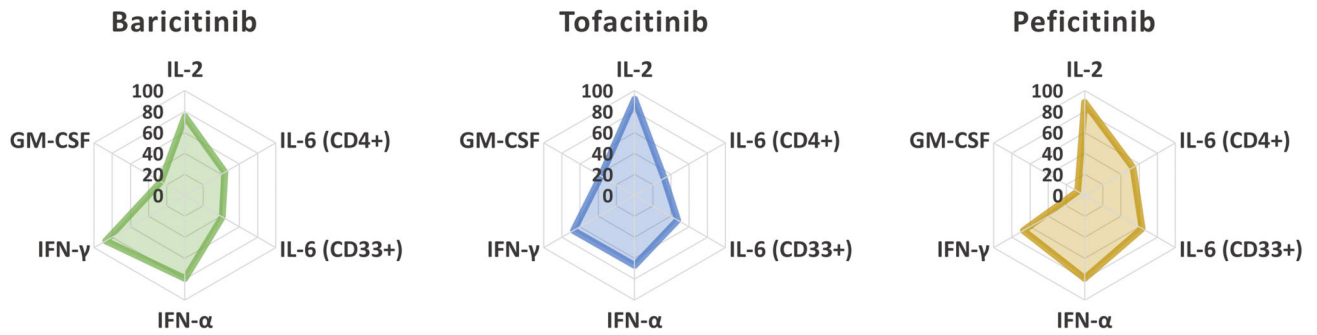 Baricitinib
IL-2
100
80
60
40
20
0
GM-CSF
IL-6 (CD4+)
IFN-γ
IL-6 (CD33+)
IFN-α
Tofacitinib
IL-2
100
80
60
40
20
0
GM-CSF
IL-6 (CD4+)
IFN-γ
IL-6 (CD33+)
IFN-α
Peficitinib
IL-2
100
80
60
40
20
0
GM-CSF
IL-6 (CD4+)
IFN-γ
IL-6 (CD33+)
IFN-α